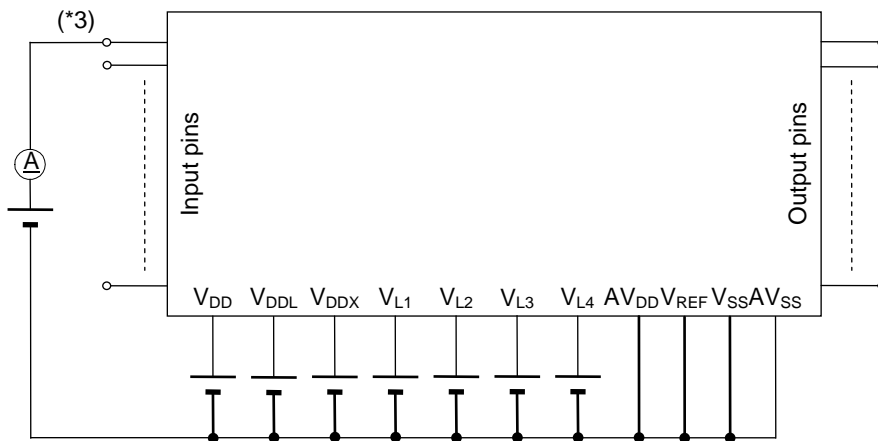 (*3)
A
Input pins
Output pins
VDD VDDL VDDX VL1 VL2 VL3 VL4 AVDD VREF VSS AVSS